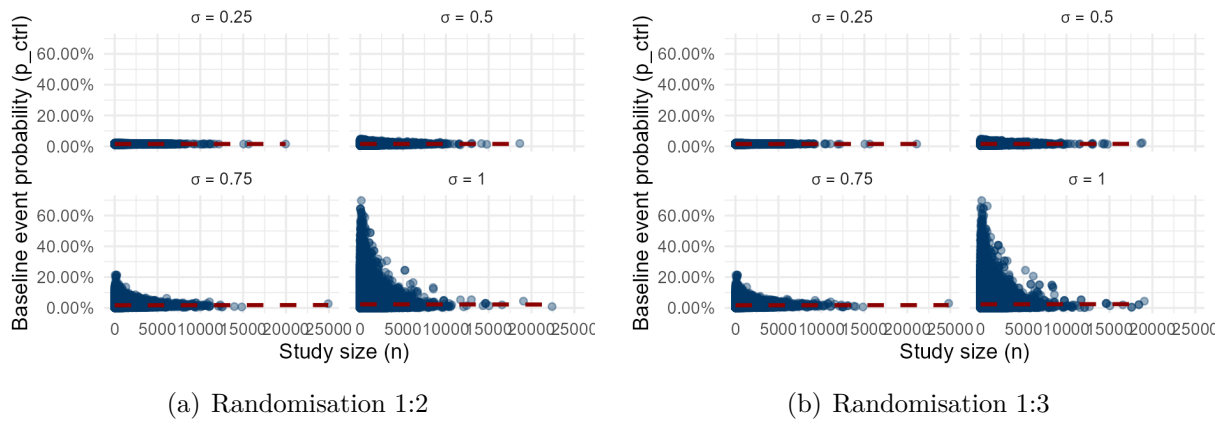 σ = 0.25 σ = 0.5
60.00%
40.00%
20.00%
0.00%
σ = 0.75 σ = 1
60.00%
40.00%
20.00%
0.00%
0 5000 10000 15000 20000 25000 0 5000 10000 15000 20000 25000
Baseline event probability (p_ctrl)
Study size (n)
(a) Randomisation 1:2
σ = 0.25 σ = 0.5
60.00%
40.00%
20.00%
0.00%
σ = 0.75 σ = 1
60.00%
40.00%
20.00%
0.00%
0 5000 10000 15000 20000 25000 0 5000 10000 15000 20000 25000
Baseline event probability (p_ctrl)
Study size (n)
(b) Randomisation 1:3